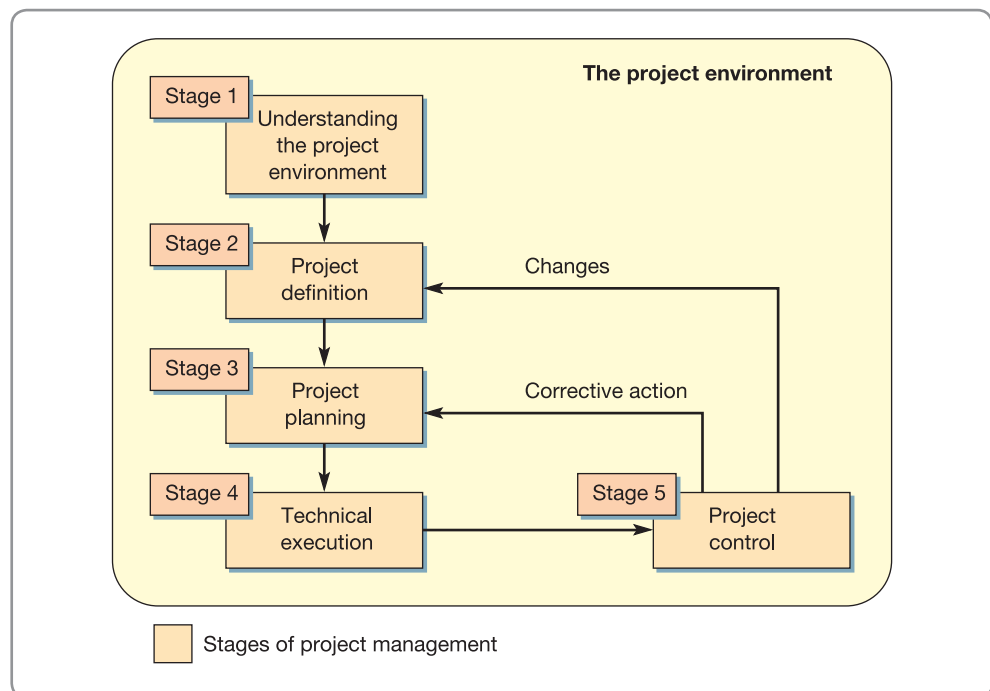 The project environment
Stage 1
Understanding
the project
environment
Stage 2
Project
definition
Changes
Stage 3
Project
planning
Corrective action
Stage 4
Technical
execution
Stage 5
Project
control
Stages of project management